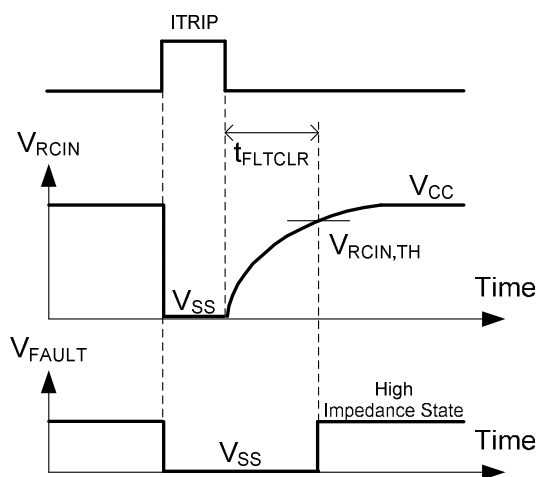 ITRIP
tFLTCLR
VRCIN
VCC
VRCIN,TH
VSS
Time
VFAULT
High
Impedance State
VSS
Time